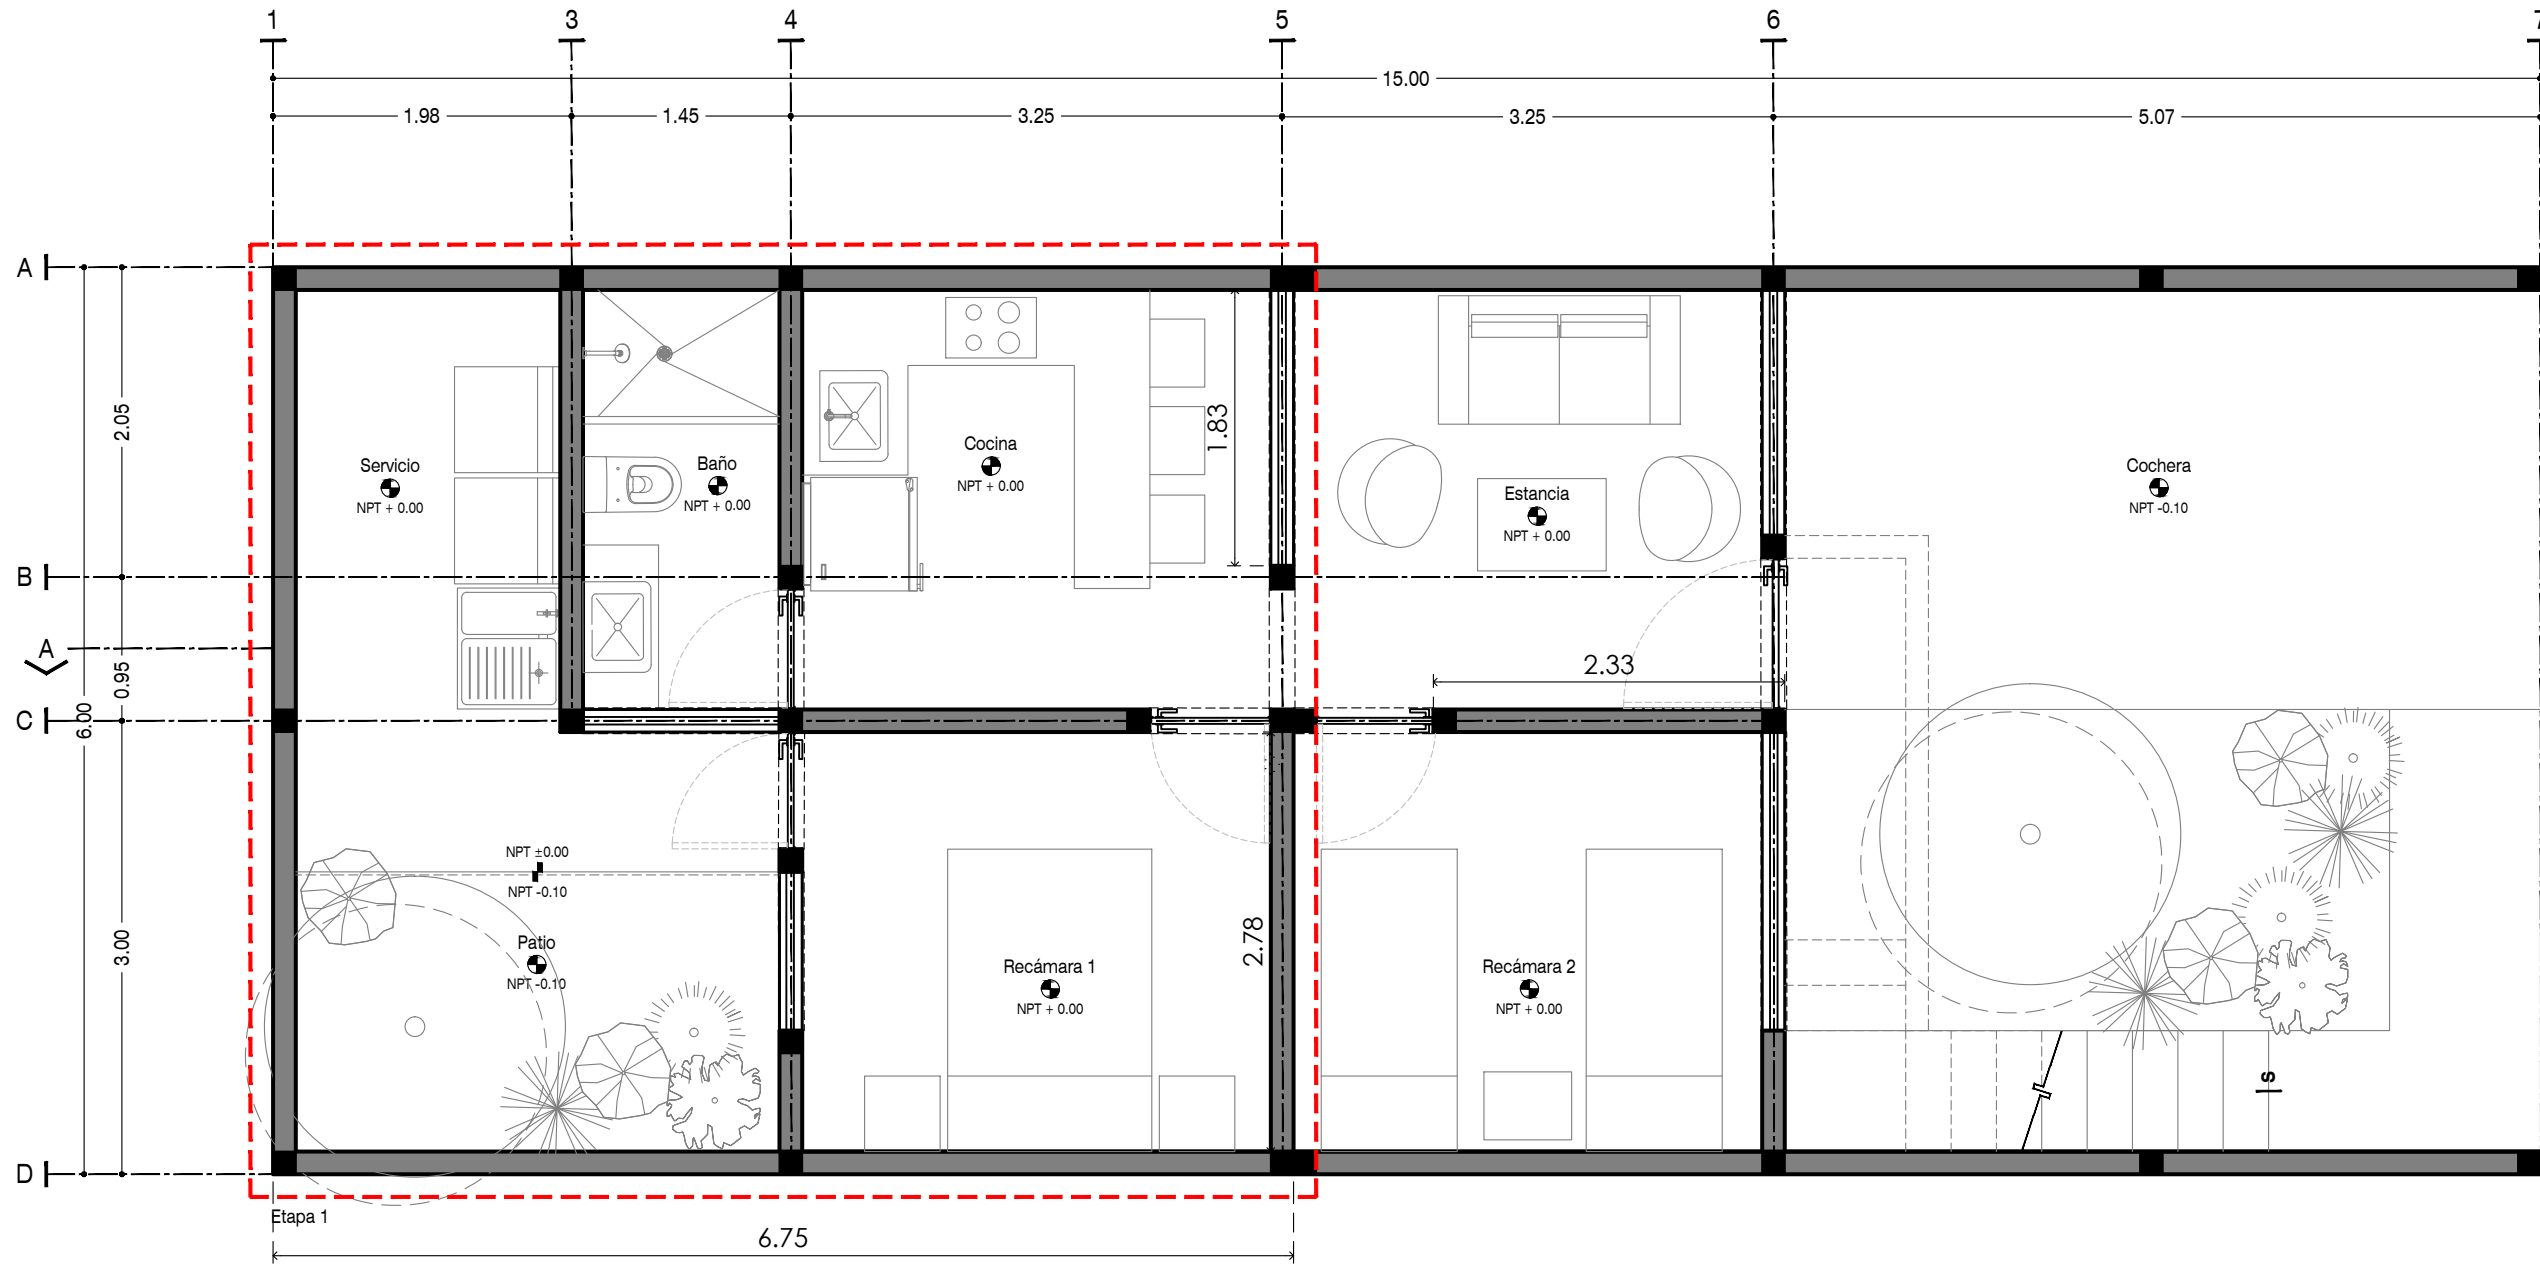 1 3 4 5 6 7
15.00
1.98 1.45 3.25 3.25 5.07
A
B
A
C
D
2.05
0.95
6.00
3.00
Servicio
NPT + 0.00
Baño
NPT + 0.00
Cocina
NPT + 0.00
1.83
Estancia
NPT + 0.00
Cochera
NPT -0.10
2.33
NPT ±0.00
NPT -0.10
Patio
NPT -0.10
Recámara 1
NPT + 0.00
2.78
Recámara 2
NPT + 0.00
S
Etapa 1
6.75